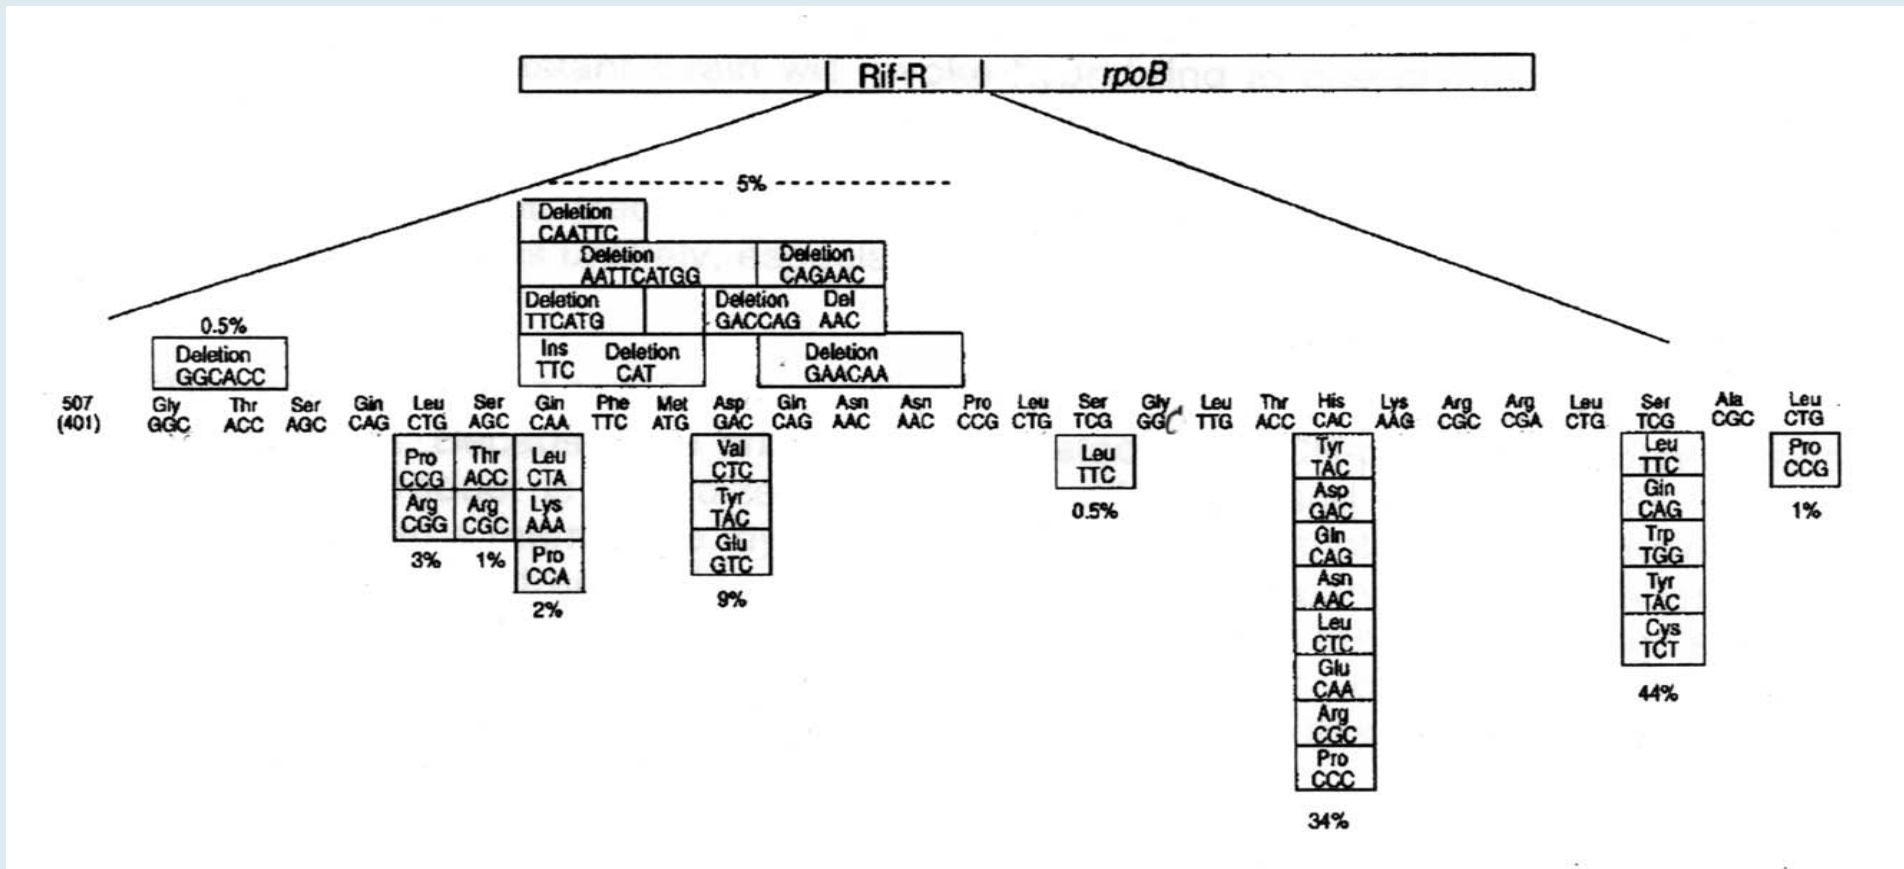 Rif-R rpoB
5%
Deletion
CAATTC
Deletion Deletion
AATTCATGG CAGAAC
Deletion Deletion Del
TTCATG GACCAG AAC
0.5%
Ins Deletion Deletion
TTC CAT GAACAA
Deletion
GGCACC
507 Gly Thr Ser Gln Leu Ser Gln Phe Met Asp Gln Asn Asn Pro Leu Ser Gly Leu Thr His Lys Arg Arg Leu Ser Ala Leu
(401) GGC ACC AGC CAG CTG AGC CAA TTC ATG GAC CAG AAC AAC CCG CTG TCG GGC TTG ACC CAC AAG CGC CGA CTG TCG CGC CTG
Pro Thr Leu Val Leu Tyr Leu Pro
CCG ACC CTA CTC TTC TAC TTC CCG
Arg Arg Lys Tyr Asp Gln
CGG CGC AAA TAC GAC CAG
0.5% 1%
Pro Glu Gln Trp
CCA GTC CAG TGG
3% 1%
2% 9%
Asn Tyr
AAC TAC
Leu Cys
CTC TCT
Glu
CAA
44%
Arg
CGC
Pro
CCC
34%